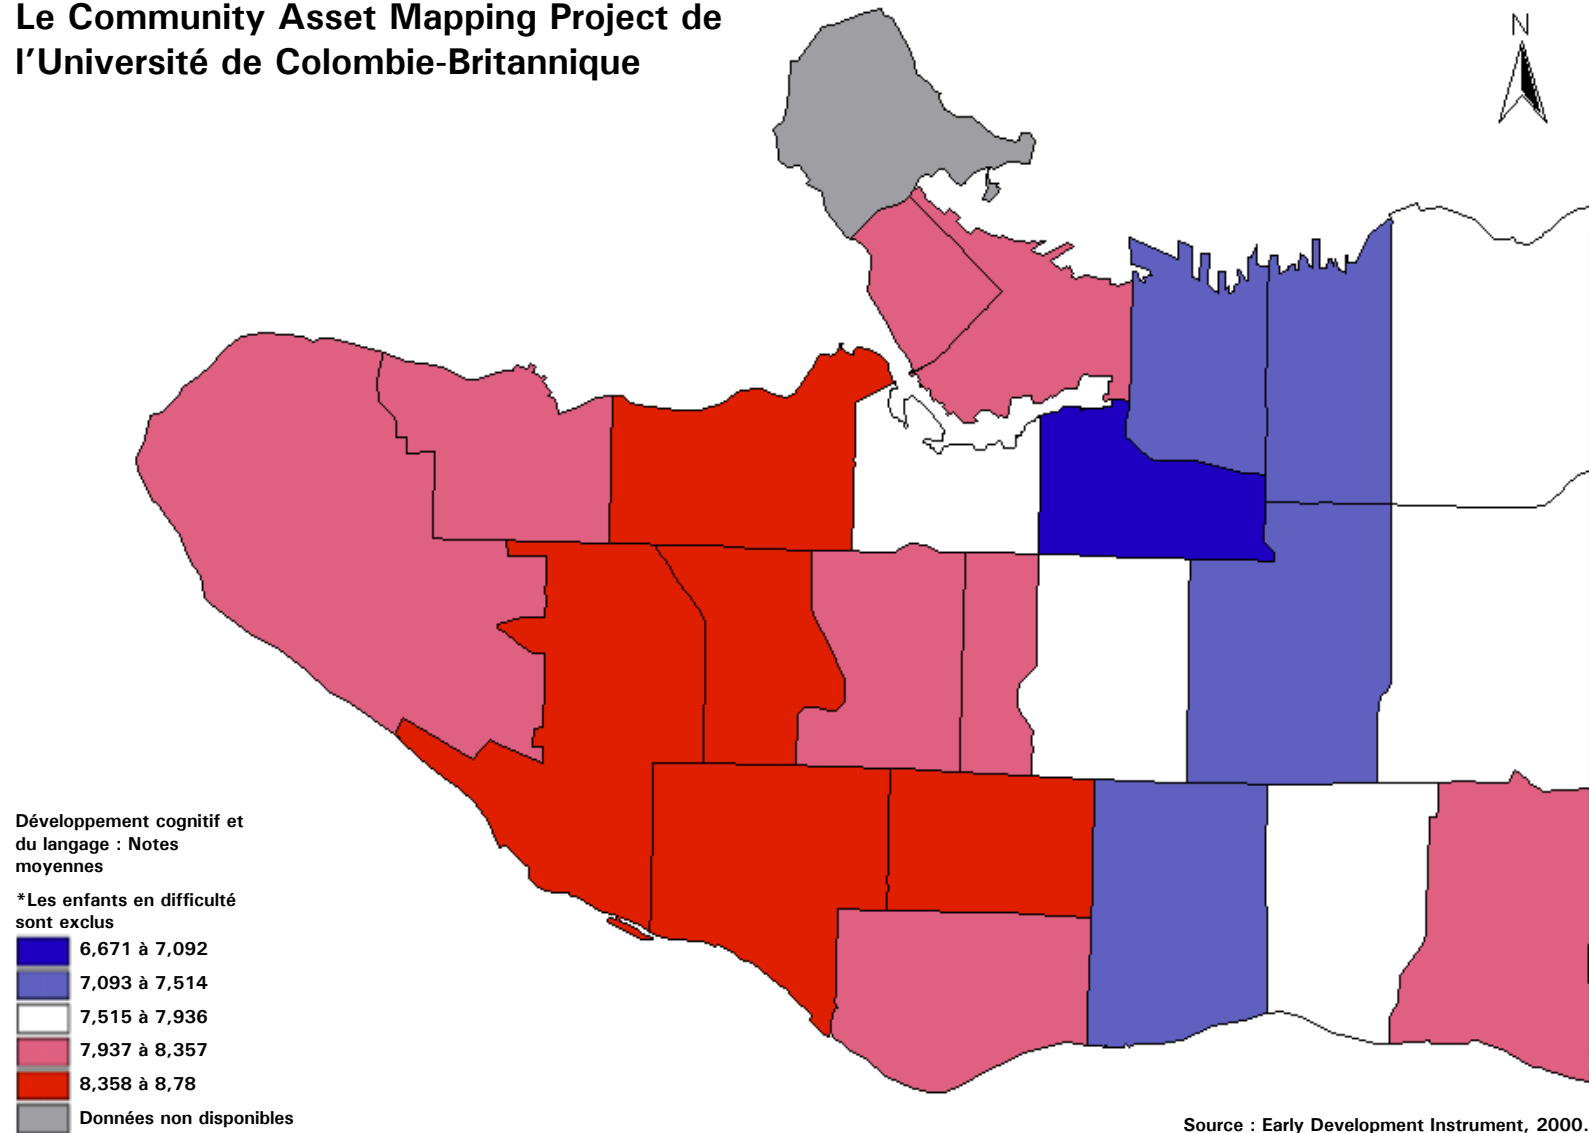 Le Community Asset Mapping Project de
l'Université de Colombie-Britannique
N
Développement cognitif et
du langage : Notes
moyennes
*Les enfants en difficulté
sont exclus
6,671 à 7,092
7,093 à 7,514
7,515 à 7,936
7,937 à 8,357
8,358 à 8,78
Données non disponibles
Source : Early Development Instrument, 2000.